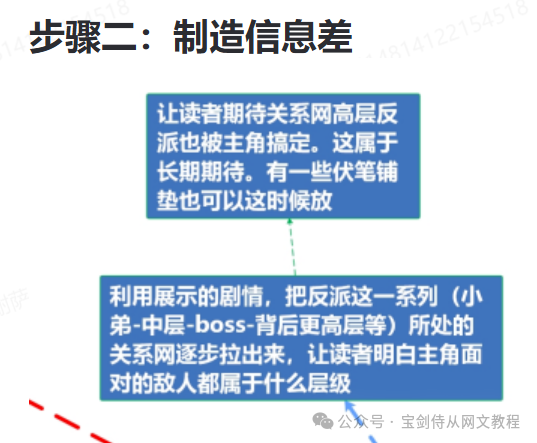 步骤二：制造信息差
让读者期待关系网高层反
派也被主角搞定。这属于
长期期待。有一些伏笔铺
垫也可以这时候放
利用展示的剧情，把反派这一系列（小
弟-中层-boss-背后更高层等）所处的
关系网逐步拉出来，让读者明白主角面
对的敌人都属于什么层级
公众号 · 宝剑侍从网文教程